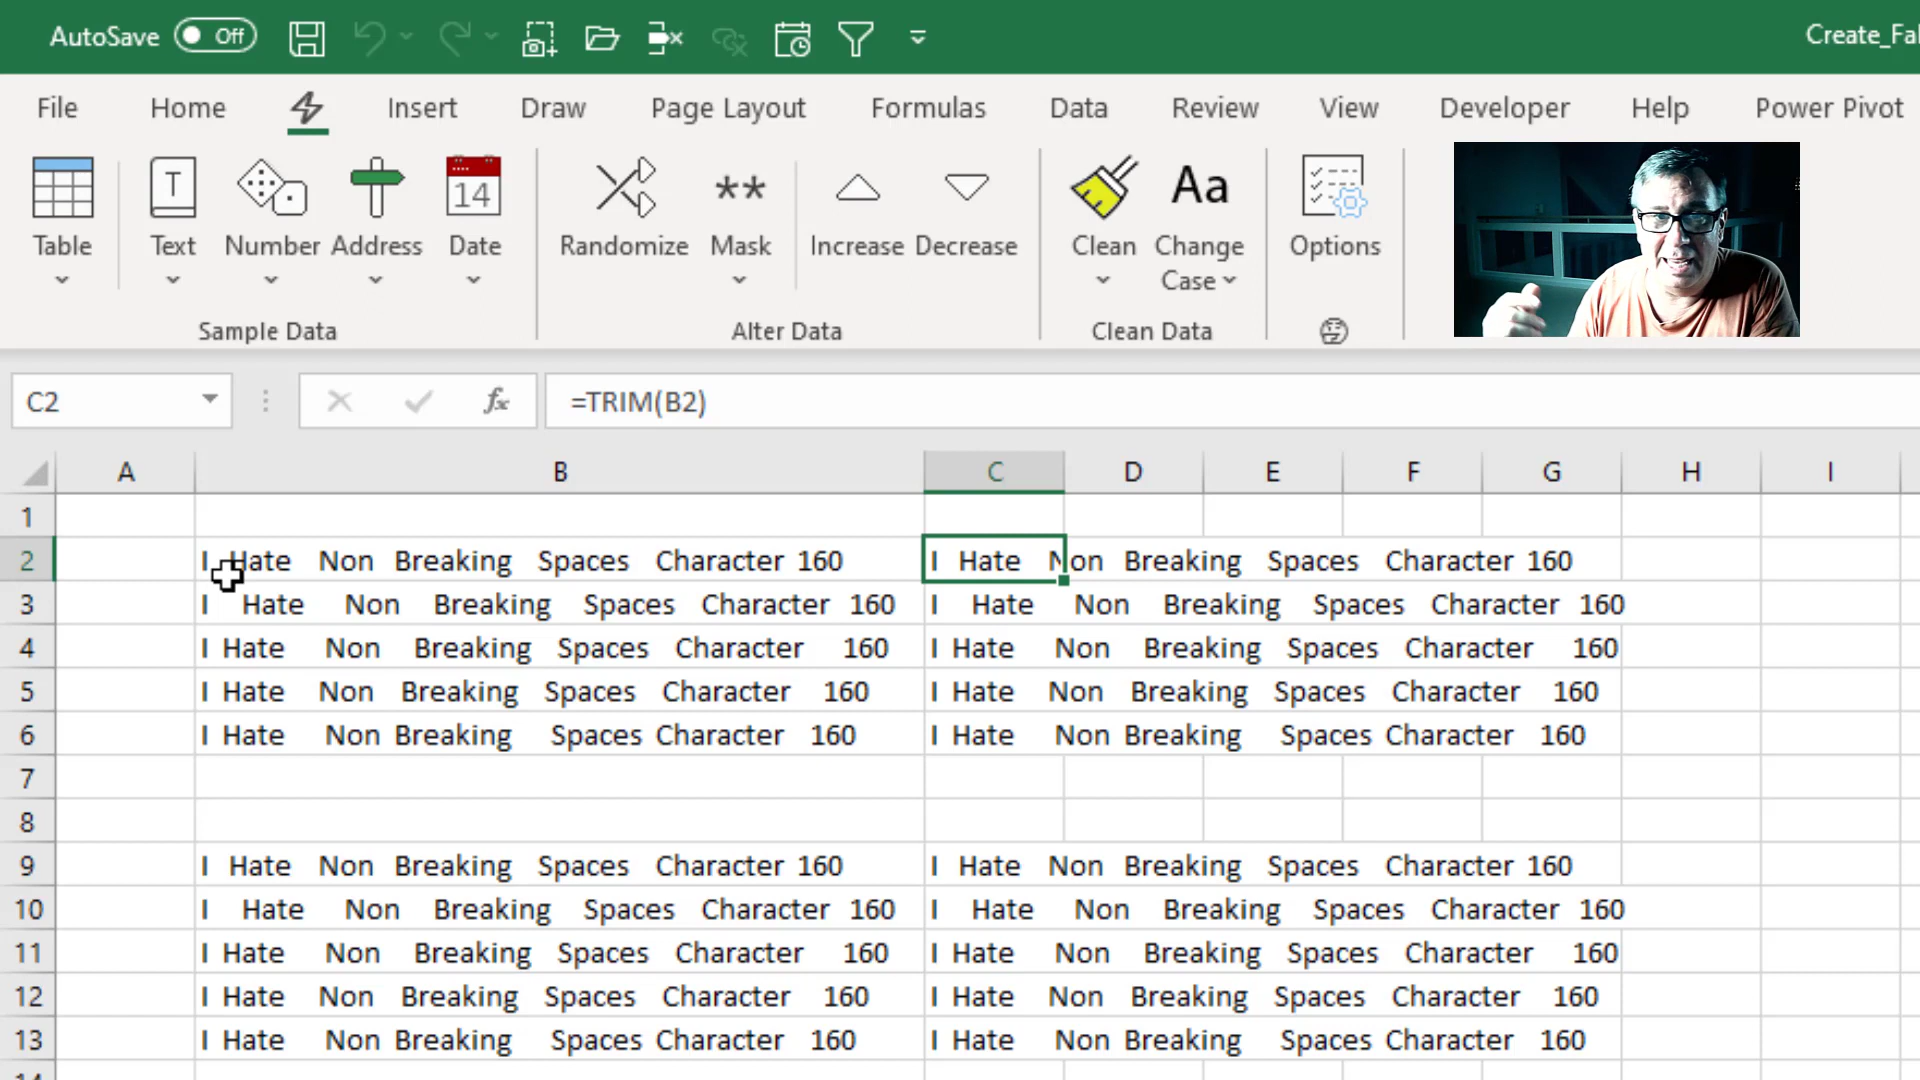 AutoSave Off Create_Fa
File Home Insert Draw Page Layout Formulas Data Review View Developer Help Power Pivot
T 14 ** Aa
Table Text Number Address Date Randomize Mask Increase Decrease Clean Change Case Options
Sample Data Alter Data Clean Data
C2 fx =TRIM(B2)
A B C D E F G H I
1
2 I  Hate  Non  Breaking  Spaces  Character 160 I  Hate  Non  Breaking  Spaces  Character 160
3 I   Hate   Non   Breaking   Spaces  Character  160 I   Hate   Non   Breaking   Spaces  Character  160
4 I Hate   Non   Breaking  Spaces  Character   160 I Hate   Non   Breaking  Spaces  Character   160
5 I Hate   Non  Breaking  Spaces  Character   160 I Hate   Non  Breaking  Spaces  Character   160
6 I Hate   Non Breaking   Spaces Character  160 I Hate   Non Breaking   Spaces Character  160
7
8
9 I  Hate  Non  Breaking  Spaces  Character 160 I  Hate  Non  Breaking  Spaces  Character 160
10 I   Hate   Non   Breaking   Spaces  Character  160 I   Hate   Non   Breaking   Spaces  Character  160
11 I Hate   Non   Breaking  Spaces  Character   160 I Hate   Non   Breaking  Spaces  Character   160
12 I Hate   Non  Breaking  Spaces  Character   160 I Hate   Non  Breaking  Spaces  Character   160
13 I Hate   Non Breaking   Spaces Character  160 I Hate   Non Breaking   Spaces Character  160